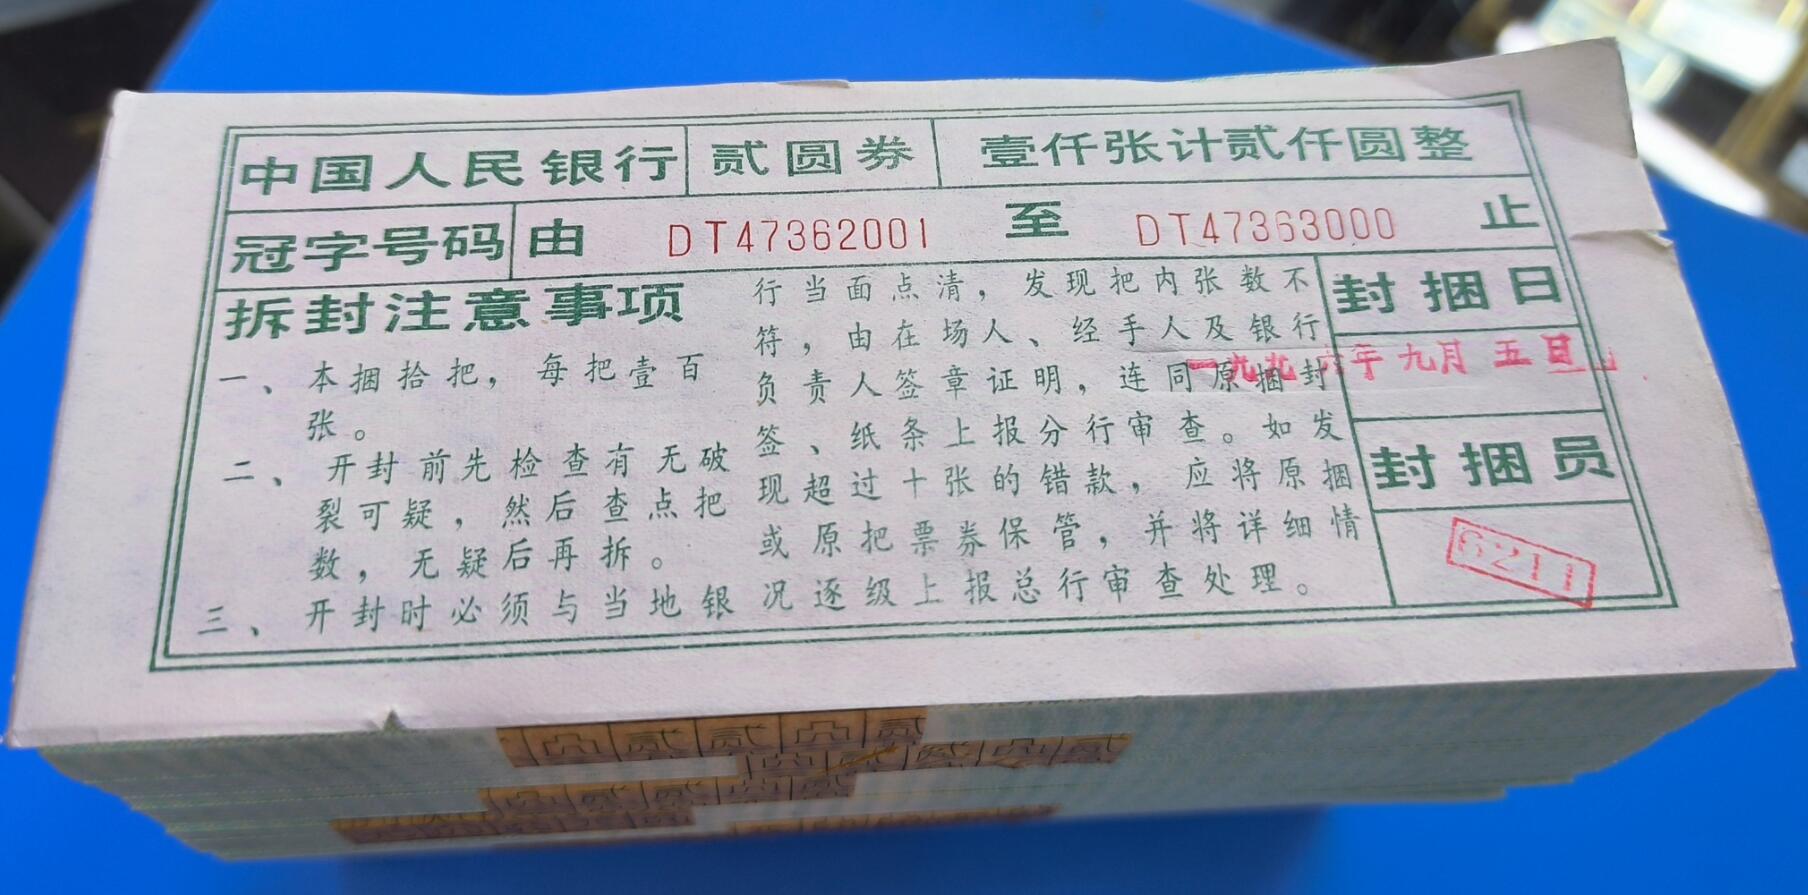 中国人民银行 贰圆券 壹仟张计贰仟圆整
冠字号码 由 DT47362001 至 DT47363000 止
拆封注意事项
一、本捆拾把，每把壹百
张。
二、开封前先检查有无破
裂可疑，然后查点把
数，无疑后再拆。
三、开封时必须与当地银
行当面点清，发现把内张数不
符，由在场人、经手人及银行
负责人签章证明，连同原捆封
签、纸条上报分行审查。如发
现超过十张的错款，应将原捆
或原把票券保管，并将详细情
况逐级上报总行审查处理。
封捆日
一九九六年九月五日
封捆员
6211
贰贰 贰
贰 贰
贰贰 贰